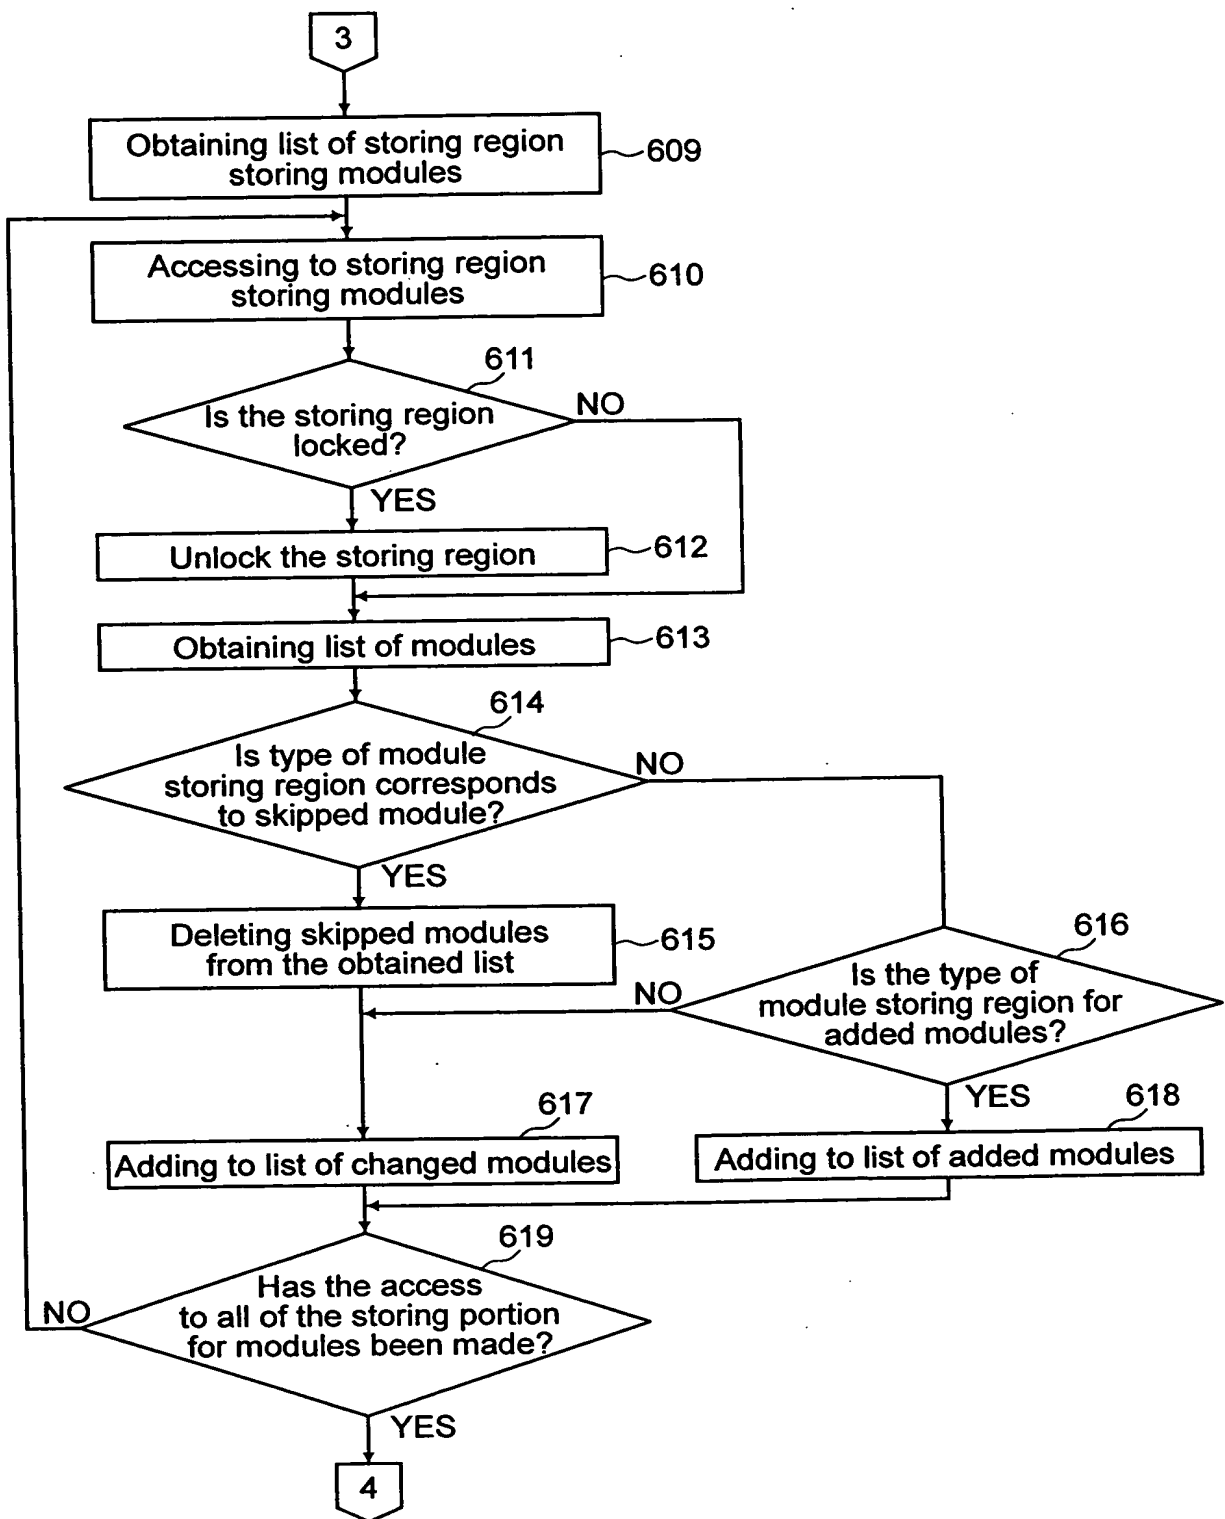 3
Obtaining list of storing region
storing modules
609
Accessing to storing region
storing modules
610
611
Is the storing region
locked?
NO
YES
Unlock the storing region
612
Obtaining list of modules
613
614
Is type of module
storing region corresponds
to skipped module?
NO
YES
Deleting skipped modules
from the obtained list
615
616
Is the type of
module storing region for
added modules?
NO
YES
617
Adding to list of changed modules
618
Adding to list of added modules
619
Has the access
to all of the storing portion
for modules been made?
NO
YES
4